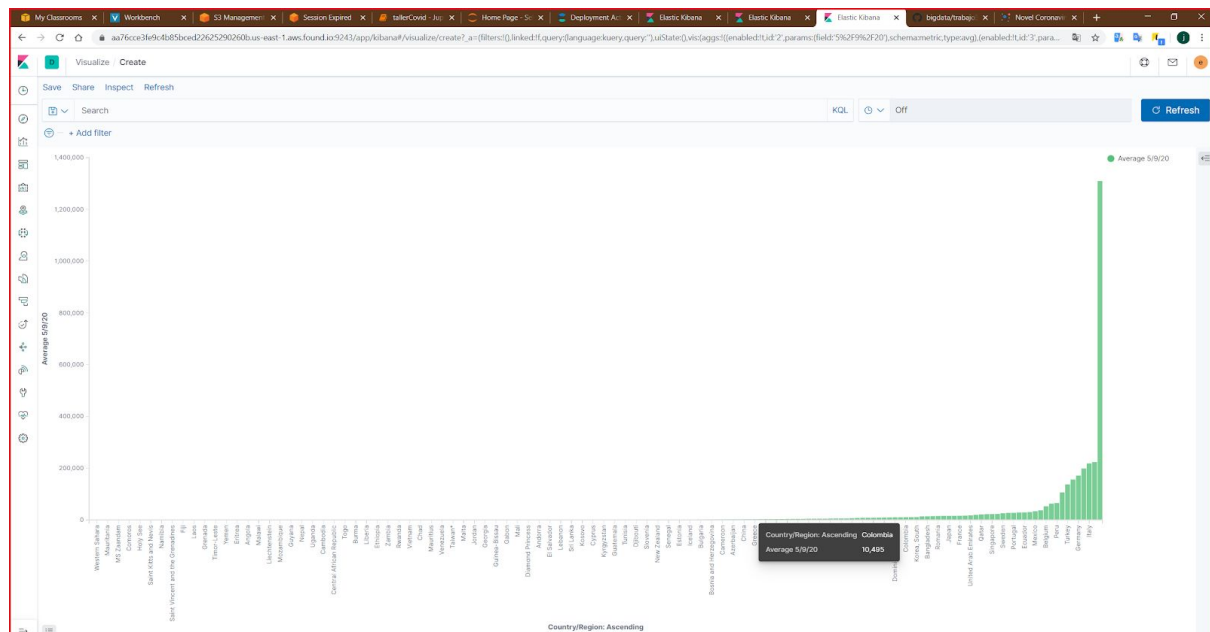 My Classrooms
Workbench
S3 Management
Session Expired
tallerCovid - Jup
Home Page - Se
Deployment Act
Elastic Kibana
Elastic Kibana
Elastic Kibana
bigdata/trabajo
Novel Coronavi
aa76cce3fe9c4b85bced22625290260b.us-east-1.aws.found.io:9243/app/kibana#/visualize/create?_a=(filters:!(),linked:!f,query:(language:kuery,query:''),uiState:(),vis:(aggs:!((enabled:!t,id:'2',params:(field:'5%2F9%2F20'),schema:metric,type:avg),(enabled:!t,id:'3',para...
D
Visualize / Create
e
Save Share Inspect Refresh
Search
KQL
Off
Refresh
+ Add filter
Average 5/9/20
1,400,000
1,200,000
1,000,000
800,000
600,000
400,000
200,000
0
Average 5/9/20
Western Sahara
Mauritania
MS Zaandam
Comoros
Holy See
Saint Kitts and Nevis
Namibia
Saint Vincent and the Grenadines
Fiji
Laos
Grenada
Timor-Leste
Yemen
Eritrea
Angola
Malawi
Liechtenstein
Mozambique
Guyana
Nepal
Uganda
Cambodia
Central African Republic
Togo
Burma
Liberia
Ethiopia
Zambia
Rwanda
Vietnam
Chad
Mauritius
Venezuela
Taiwan*
Malta
Jordan
Georgia
Guinea-Bissau
Gabon
Mali
Diamond Princess
Andorra
El Salvador
Lebanon
Sri Lanka
Kosovo
Cyprus
Kyrgyzstan
Guatemala
Tunisia
Djibouti
Slovenia
New Zealand
Senegal
Estonia
Iceland
Bulgaria
Bosnia and Herzegovina
Cameroon
Azerbaijan
China
Greece
Colombia
Korea, South
Bangladesh
Romania
Japan
France
United Arab Emirates
Qatar
Singapore
Sweden
Portugal
Ecuador
Mexico
Belgium
Peru
Turkey
Germany
Italy
Country/Region: Ascending Colombia
Average 5/9/20 10,495
Country/Region: Ascending